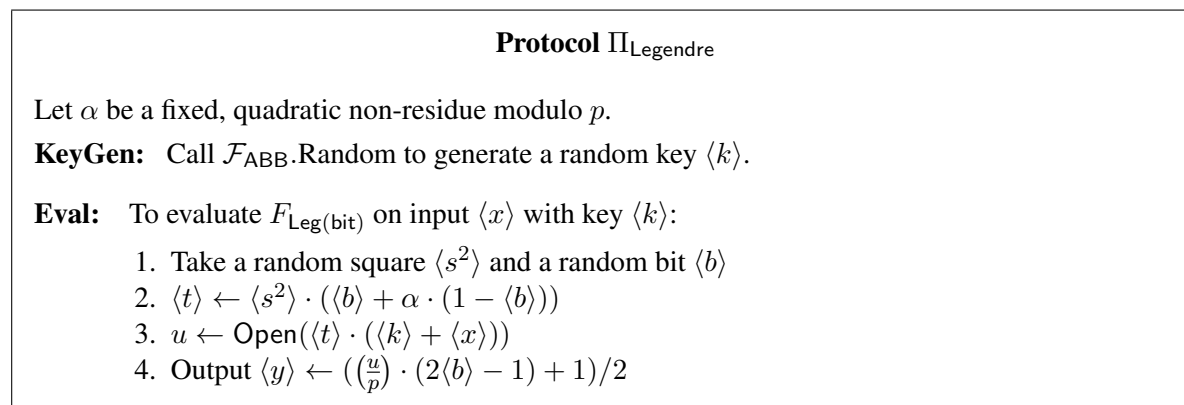 Protocol Π_Legendre
Let α be a fixed, quadratic non-residue modulo p.
KeyGen: Call F_ABB.Random to generate a random key ⟨k⟩.
Eval: To evaluate F_Leg(bit) on input ⟨x⟩ with key ⟨k⟩:
1. Take a random square ⟨s²⟩ and a random bit ⟨b⟩
2. ⟨t⟩ ← ⟨s²⟩ · (⟨b⟩ + α · (1 − ⟨b⟩))
3. u ← Open(⟨t⟩ · (⟨k⟩ + ⟨x⟩))
4. Output ⟨y⟩ ← ((u/p) · (2⟨b⟩ − 1) + 1)/2